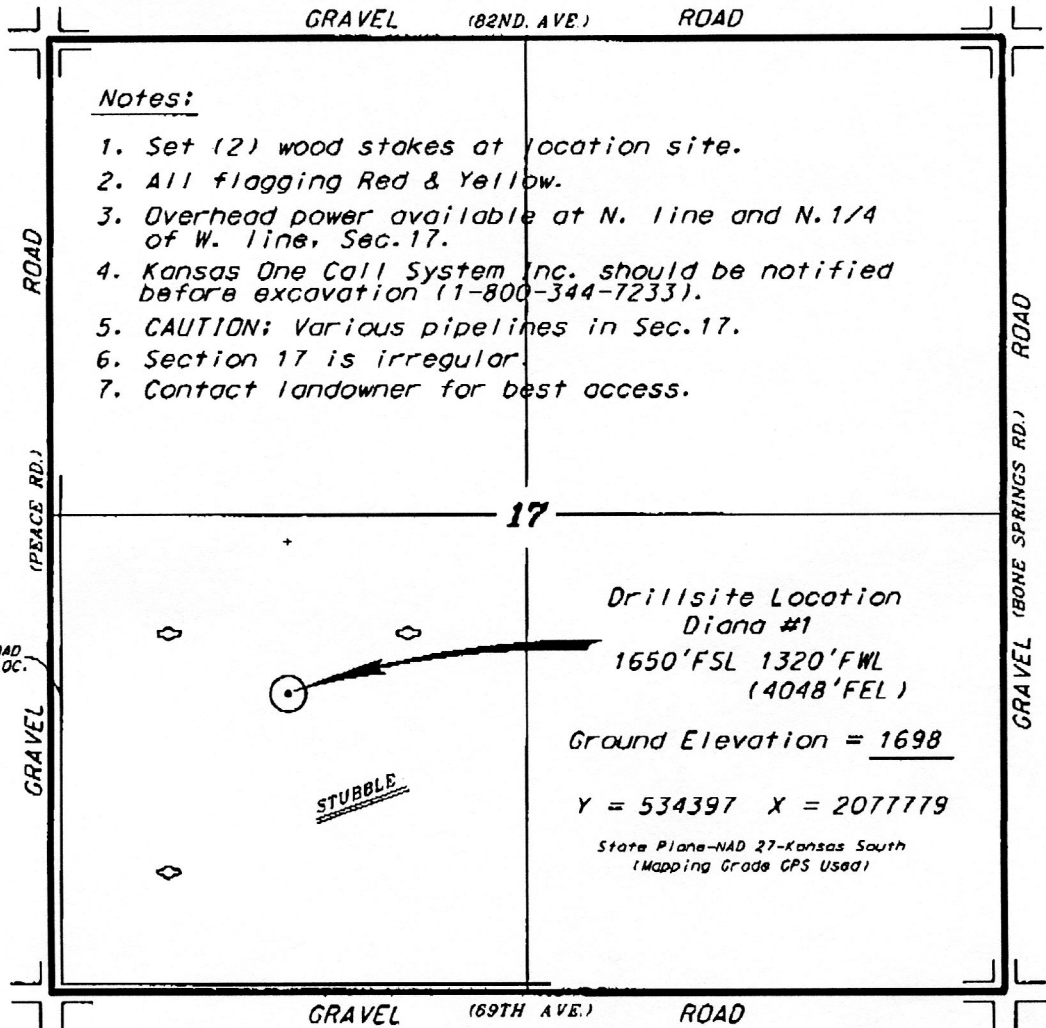 GRAVEL (82ND. AVE.) ROAD
Notes:
1. Set (2) wood stakes at location site.
2. All flagging Red & Yellow.
3. Overhead power available at N. line and N.1/4
of W. line, Sec.17.
4. Kansas One Call System Inc. should be notified
before excavation (1-800-344-7233).
5. CAUTION: Various pipelines in Sec.17.
6. Section 17 is irregular.
7. Contact landowner for best access.
GRAVEL (PEACE RD.) ROAD
GRAVEL (BONE SPRINGS RD.) ROAD
17
Drillsite Location
Diana #1
1650'FSL 1320'FWL
(4048'FEL)
Ground Elevation = 1698
Y = 534397 X = 2077779
State Plane-NAD 27-Kansas South
(Mapping Grade GPS Used)
STUBBLE
GRAVEL (69TH AVE.) ROAD